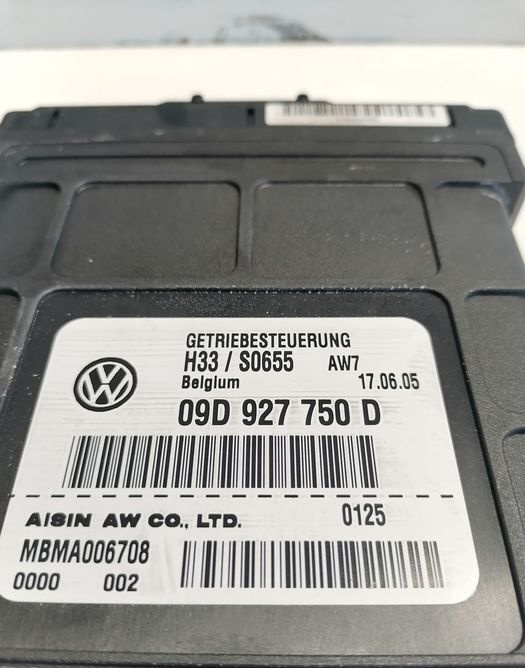 GETRIEBESTEUERUNG
H33 / S0655 AW7
Belgium 17.06.05
09D 927 750 D
AISIN AW CO., LTD. 0125
MBMA006708
0000 002